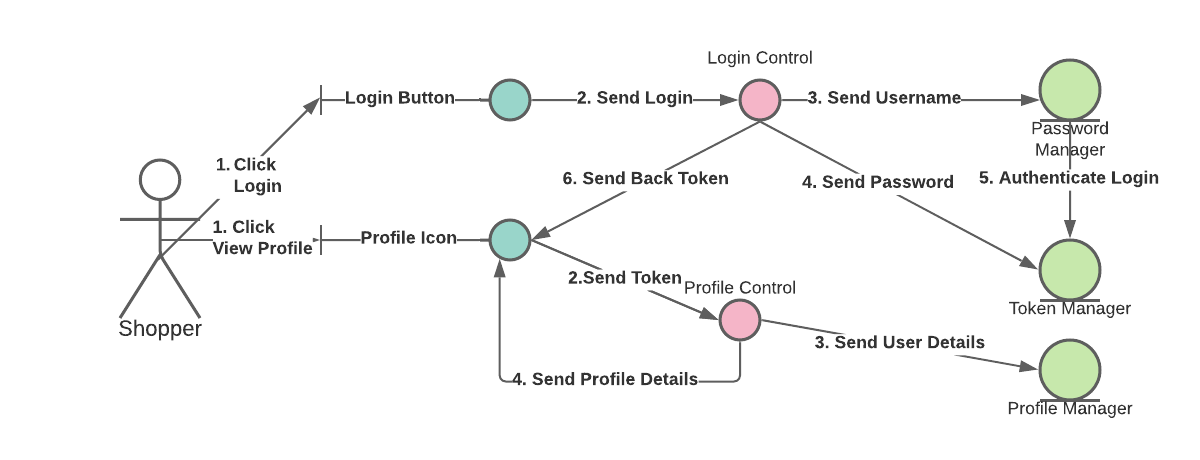 Login Control
Login Button
2. Send Login
3. Send Username
Password
Manager
1. Click
Login
6. Send Back Token
4. Send Password
5. Authenticate Login
1. Click
View Profile
Profile Icon
2.Send Token
Profile Control
Token Manager
Shopper
3. Send User Details
4. Send Profile Details
Profile Manager